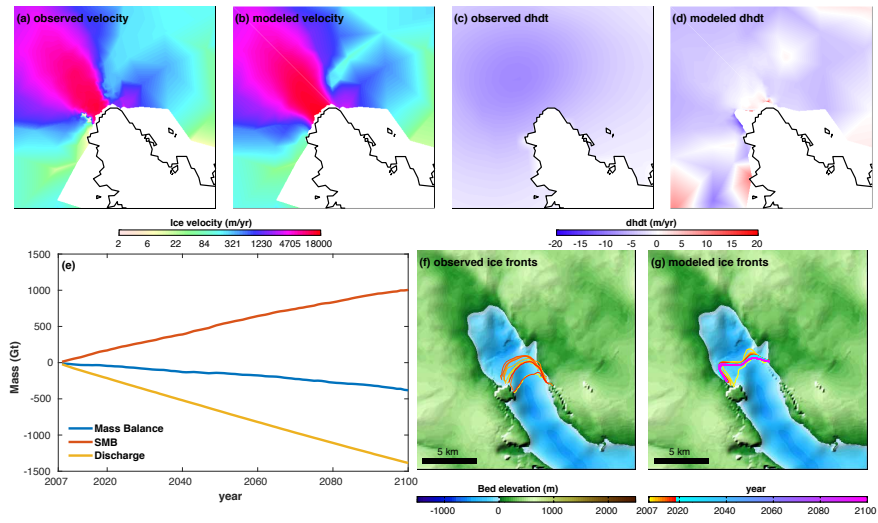 (a) observed velocity
(b) modeled velocity
(c) observed dhdt
(d) modeled dhdt
Ice velocity (m/yr)
2 6 22 84 321 1230 4705 18000
dhdt (m/yr)
-20 -15 -10 -5 0 5 10 15 20
(e)
1500
1000
500
0
-500
-1000
-1500
Mass (Gt)
Mass Balance
SMB
Discharge
2007 2020 2040 2060 2080 2100
year
(f) observed ice fronts
5 km
(g) modeled ice fronts
5 km
Bed elevation (m)
-1000 0 1000 2000
year
2007 2020 2040 2060 2080 2100